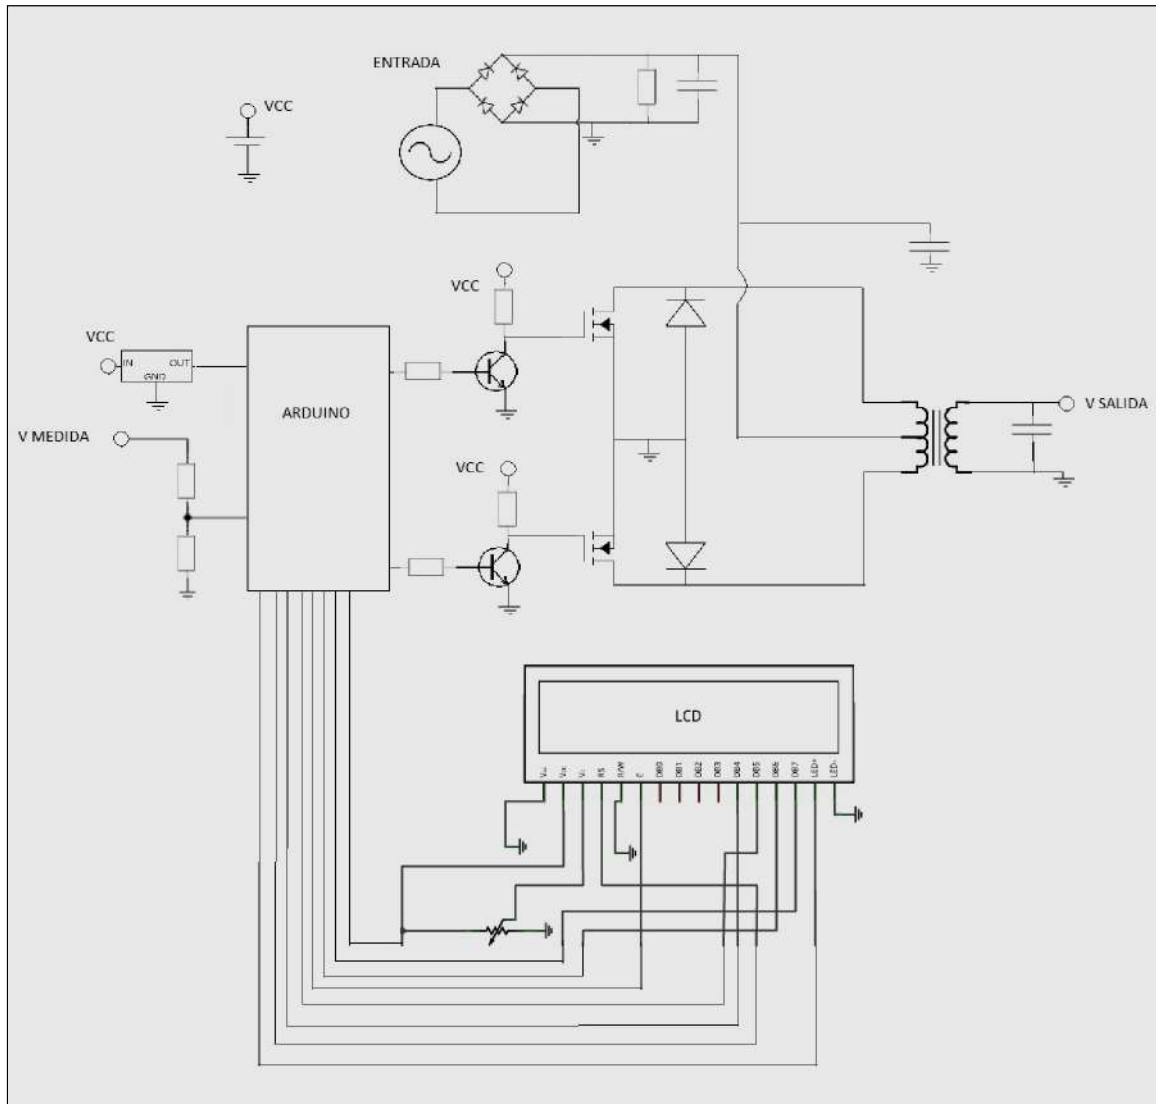 ENTRADA
VCC
VCC
VCC
IN OUT
GND
ARDUINO
V MEDIDA
V SALIDA
VCC
LCD
RS R/W E DB0 DB1 DB2 DB3 DB4 DB5 DB6 DB7 LED+ LED-